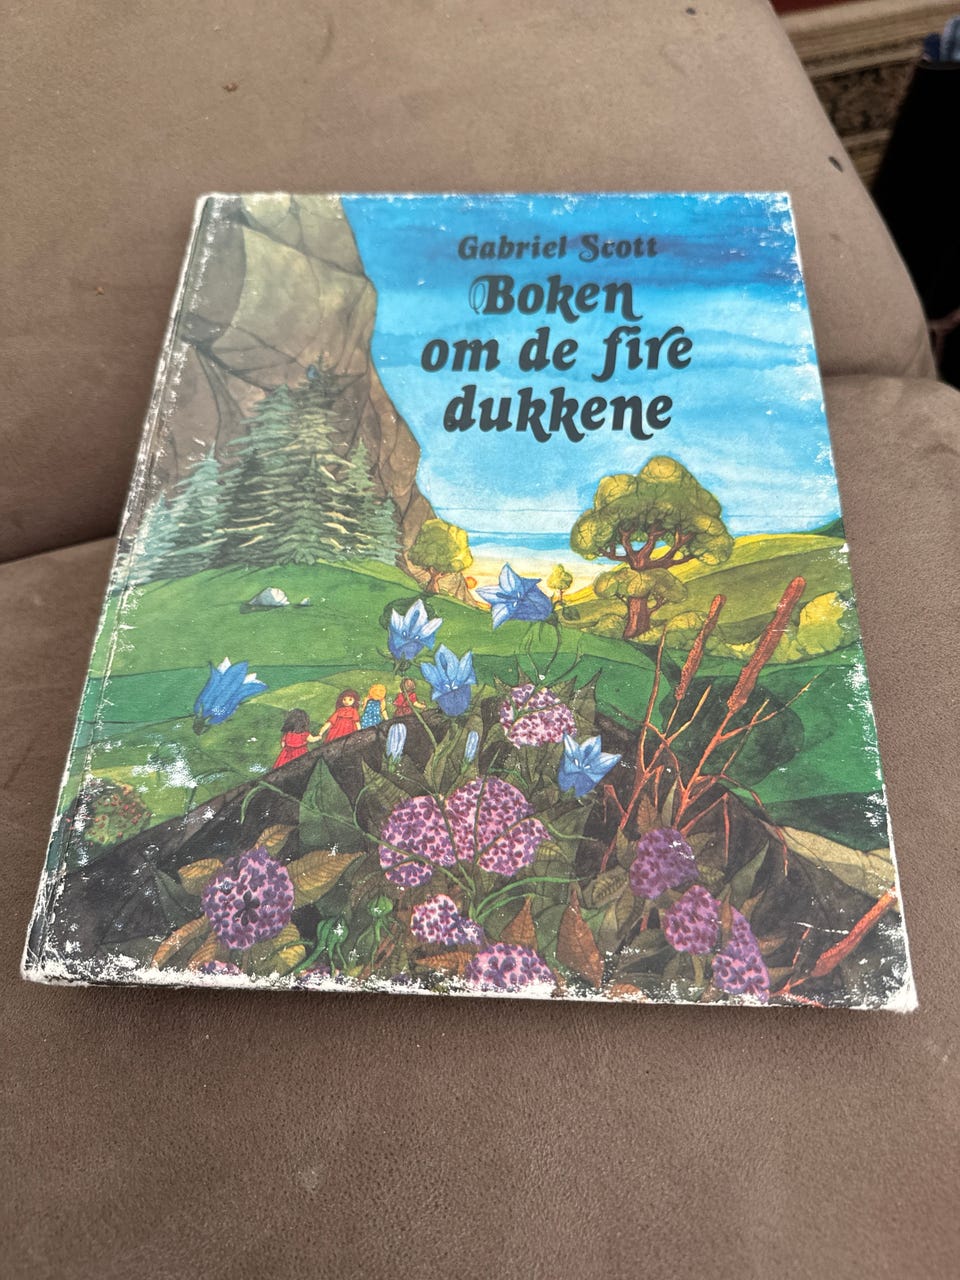 Gabriel Scott
Boken
om de fire
dukkene